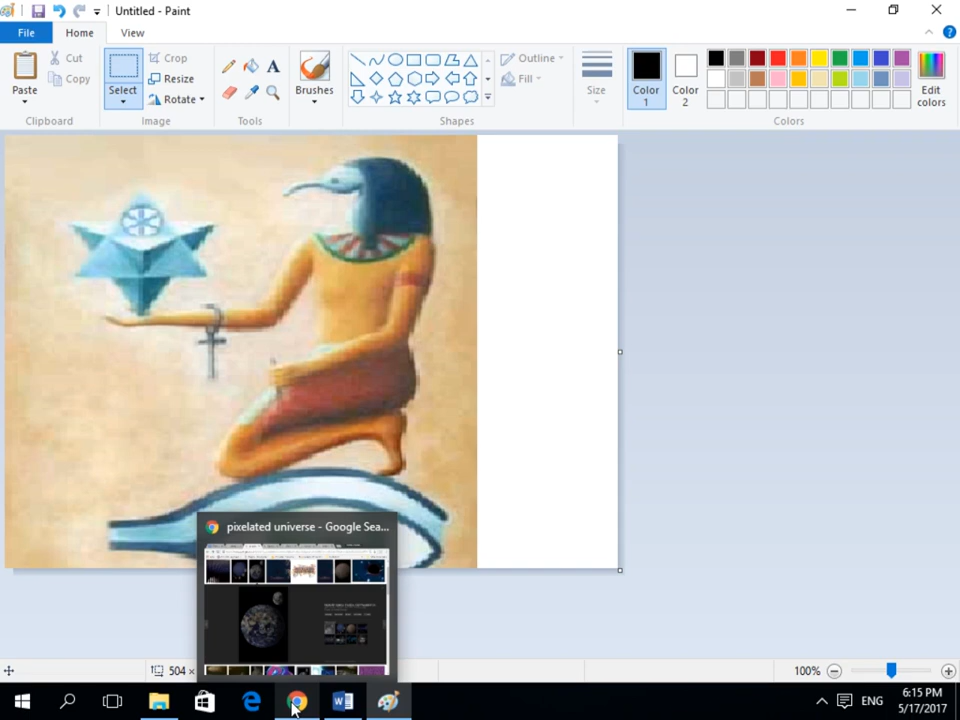 Untitled - Paint
File Home View
Paste
Cut
Copy
Clipboard
Select
Crop
Resize
Rotate
Image
A
Tools
Brushes
Shapes
Outline
Fill
Size
Color 1
Color 2
Edit colors
Colors
pixelated universe - Google Sea...
504 ×
100%
ENG
6:15 PM
5/17/2017